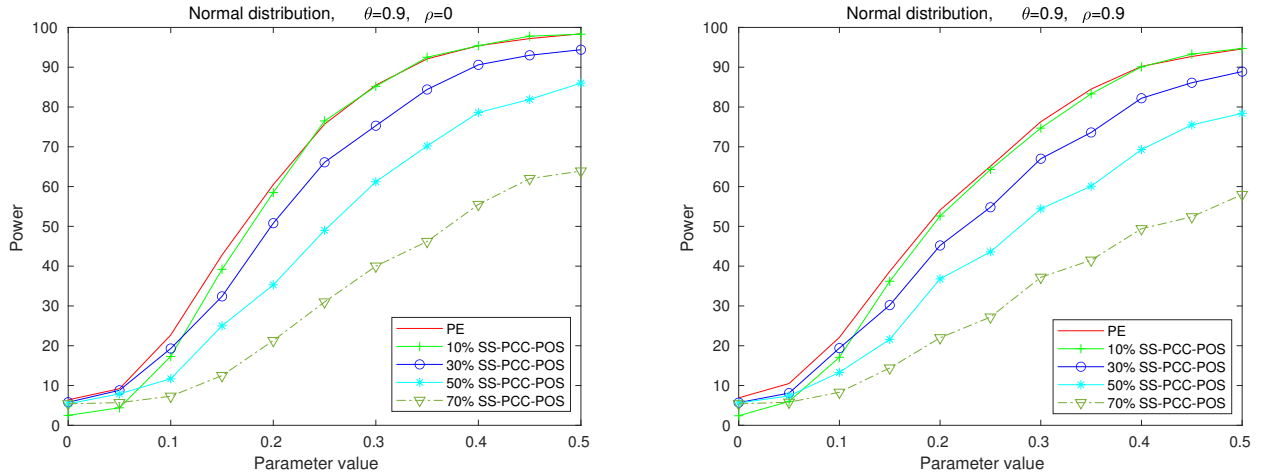 Normal distribution, θ=0.9, ρ=0
100
90
80
70
60
50
40
30
20
10
0
Power
0 0.1 0.2 0.3 0.4 0.5
Parameter value
PE
10% SS-PCC-POS
30% SS-PCC-POS
50% SS-PCC-POS
70% SS-PCC-POS
Normal distribution, θ=0.9, ρ=0.9
100
90
80
70
60
50
40
30
20
10
0
Power
0 0.1 0.2 0.3 0.4 0.5
Parameter value
PE
10% SS-PCC-POS
30% SS-PCC-POS
50% SS-PCC-POS
70% SS-PCC-POS